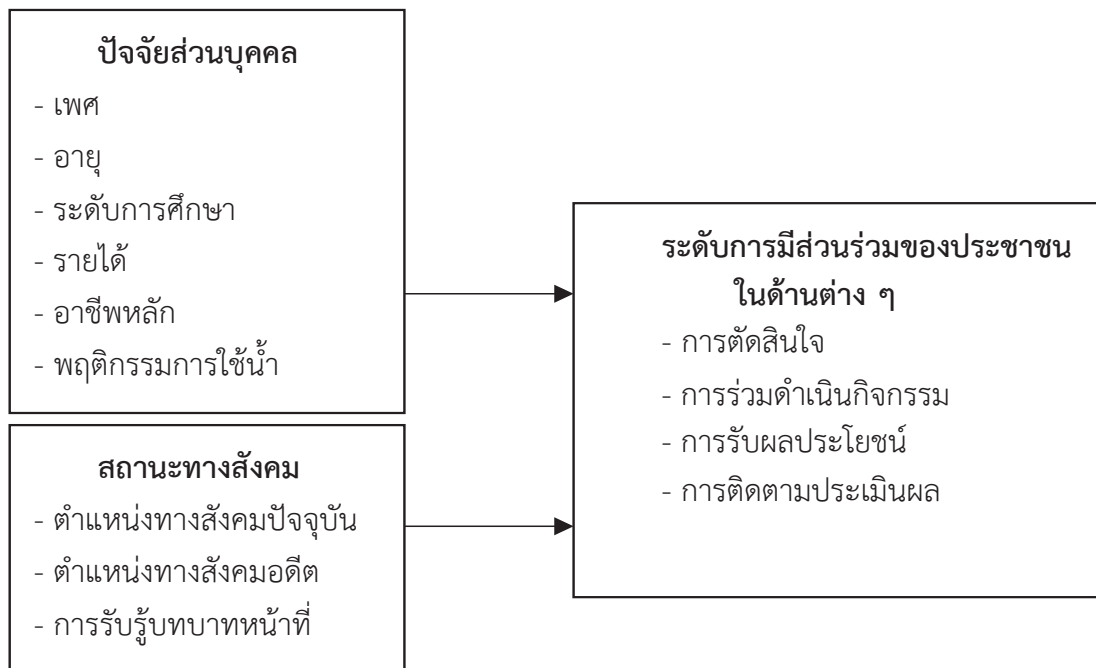 ปัจจัยส่วนบุคคล
- เพศ
- อายุ
- ระดับการศึกษา
- รายได้
- อาชีพหลัก
- พฤติกรรมการใช้น้ำ
สถานะทางสังคม
- ตำแหน่งทางสังคมปัจจุบัน
- ตำแหน่งทางสังคมอดีต
- การรับรู้บทบาทหน้าที่
ระดับการมีส่วนร่วมของประชาชน
ในด้านต่าง ๆ
- การตัดสินใจ
- การร่วมดำเนินกิจกรรม
- การรับผลประโยชน์
- การติดตามประเมินผล